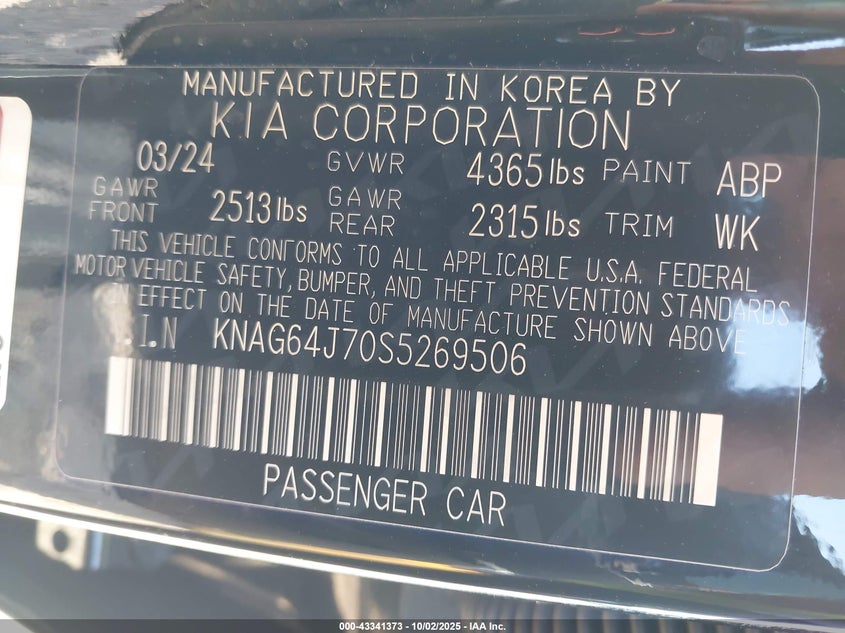 MANUFACTURED IN KOREA BY
KIA CORPORATION
03/24 GVWR 4365 lbs PAINT ABP
GAWR FRONT 2513 lbs GAWR REAR 2315 lbs TRIM WK
THIS VEHICLE CONFORMS TO ALL APPLICABLE U.S.A. FEDERAL
MOTOR VEHICLE SAFETY, BUMPER, AND THEFT PREVENTION STANDARDS
IN EFFECT ON THE DATE OF MANUFACTURE SHOWN ABOVE
.I.N KNAG64J70S5269506
PASSENGER CAR
000-43341373 - 10/02/2025 - IAA Inc.